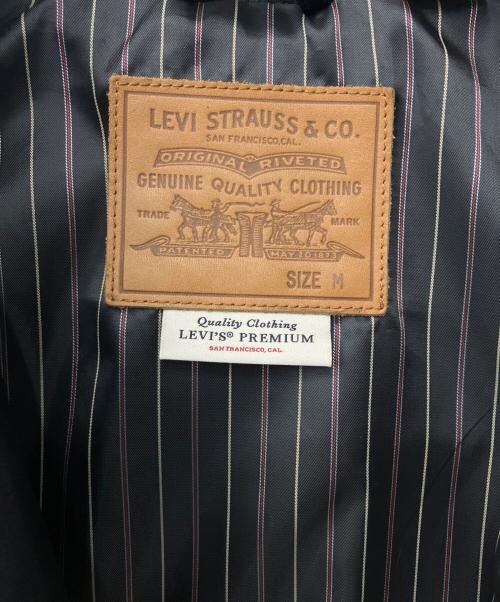 LEVI STRAUSS & CO.
SAN FRANCISCO, CAL.
ORIGINAL RIVETED
GENUINE QUALITY CLOTHING
TRADE MARK
PATENTED MAY 20 1873
SIZE M
Quality Clothing
LEVI'S® PREMIUM
SAN FRANCISCO, CAL.